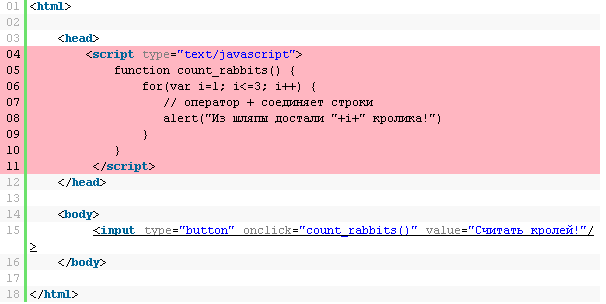 01 <html>
02
03 <head>
04 <script type="text/javascript">
05 function count_rabbits() {
06 for(var i=1; i<=3; i++) {
07 // оператор + соединяет строки
08 alert("Из шляпы достали "+i+" кролика!")
09 }
10 }
11 </script>
12 </head>
13
14 <body>
15 <input type="button" onclick="count_rabbits()" value="Считать кролей!"/
>
16 </body>
17
18 </html>